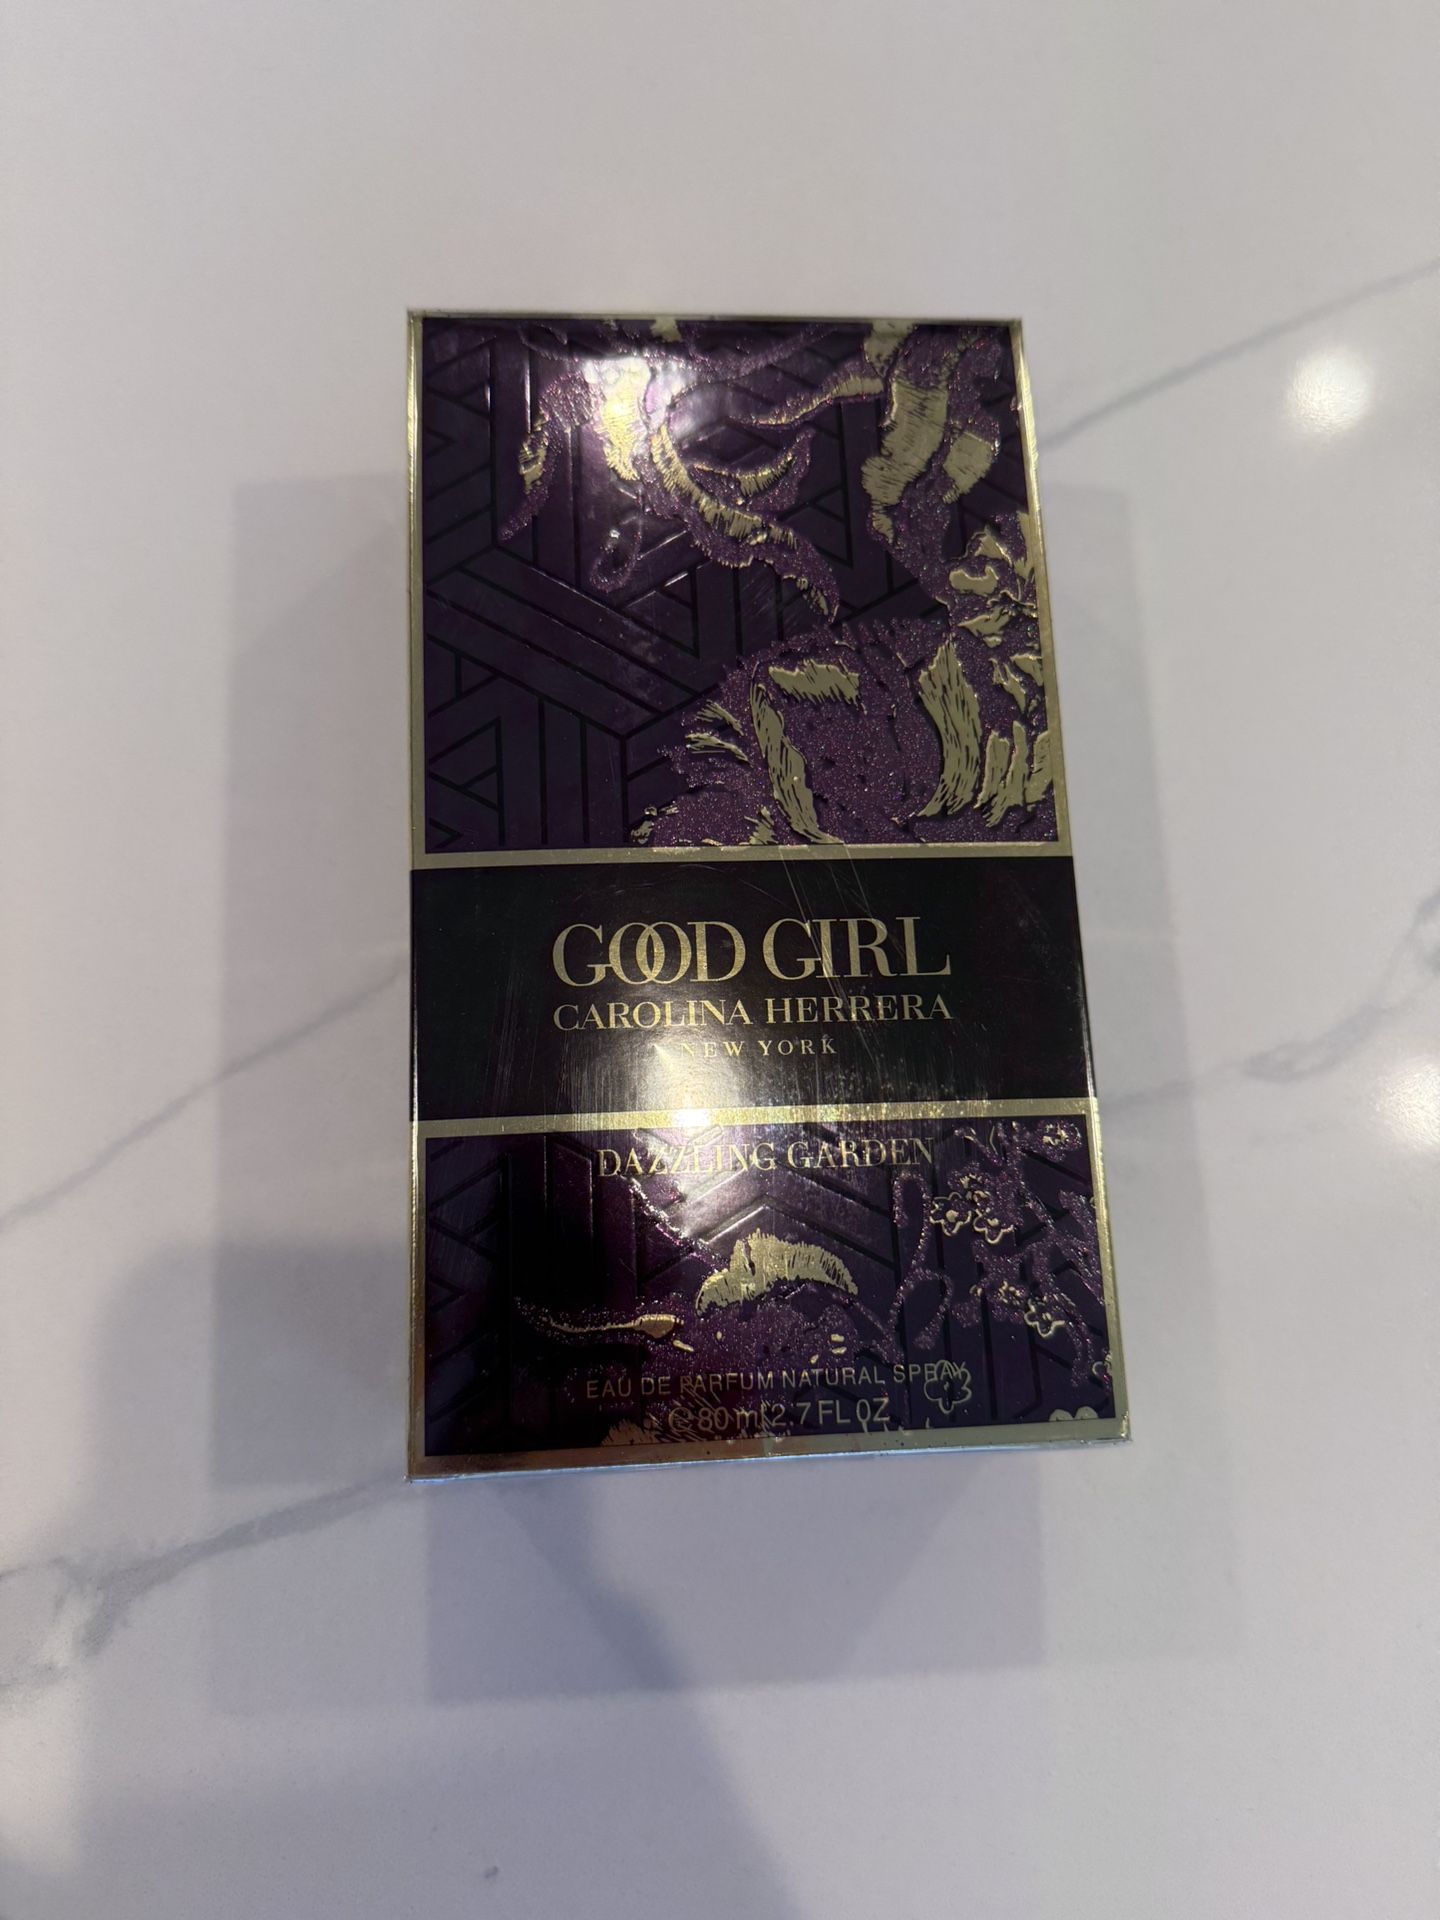 GOOD GIRL
CAROLINA HERRERA
NEW YORK
DAZZLING GARDEN
EAU DE PARFUM NATURAL SPRAY
℮ 80 ml 2.7 FL OZ